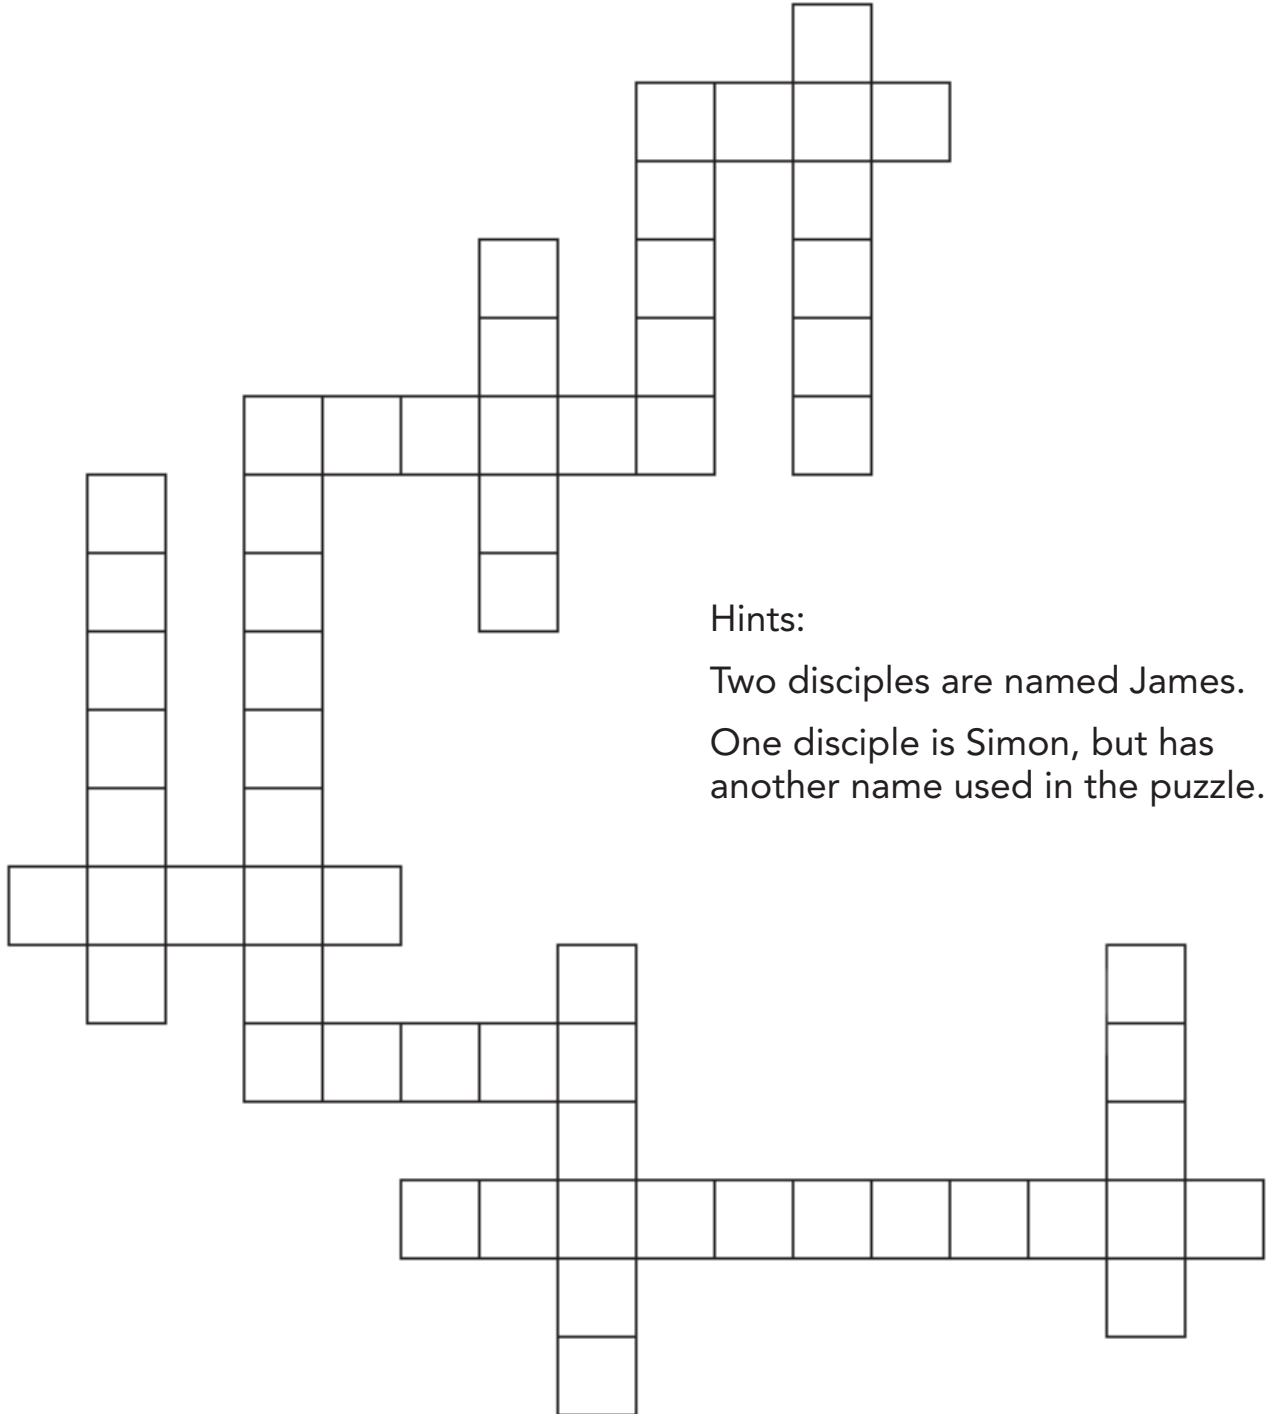 Hints:
Two disciples are named James.
One disciple is Simon, but has
another name used in the puzzle.